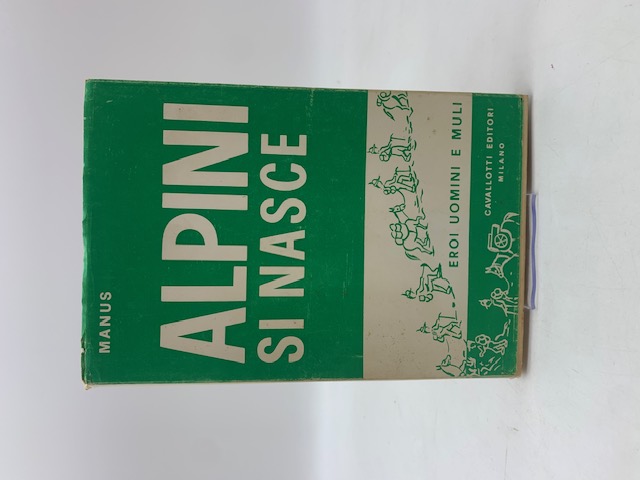 MANUS
ALPINI
SI NASCE
EROI UOMINI E MULI
CAVALLOTTI EDITORI
MILANO